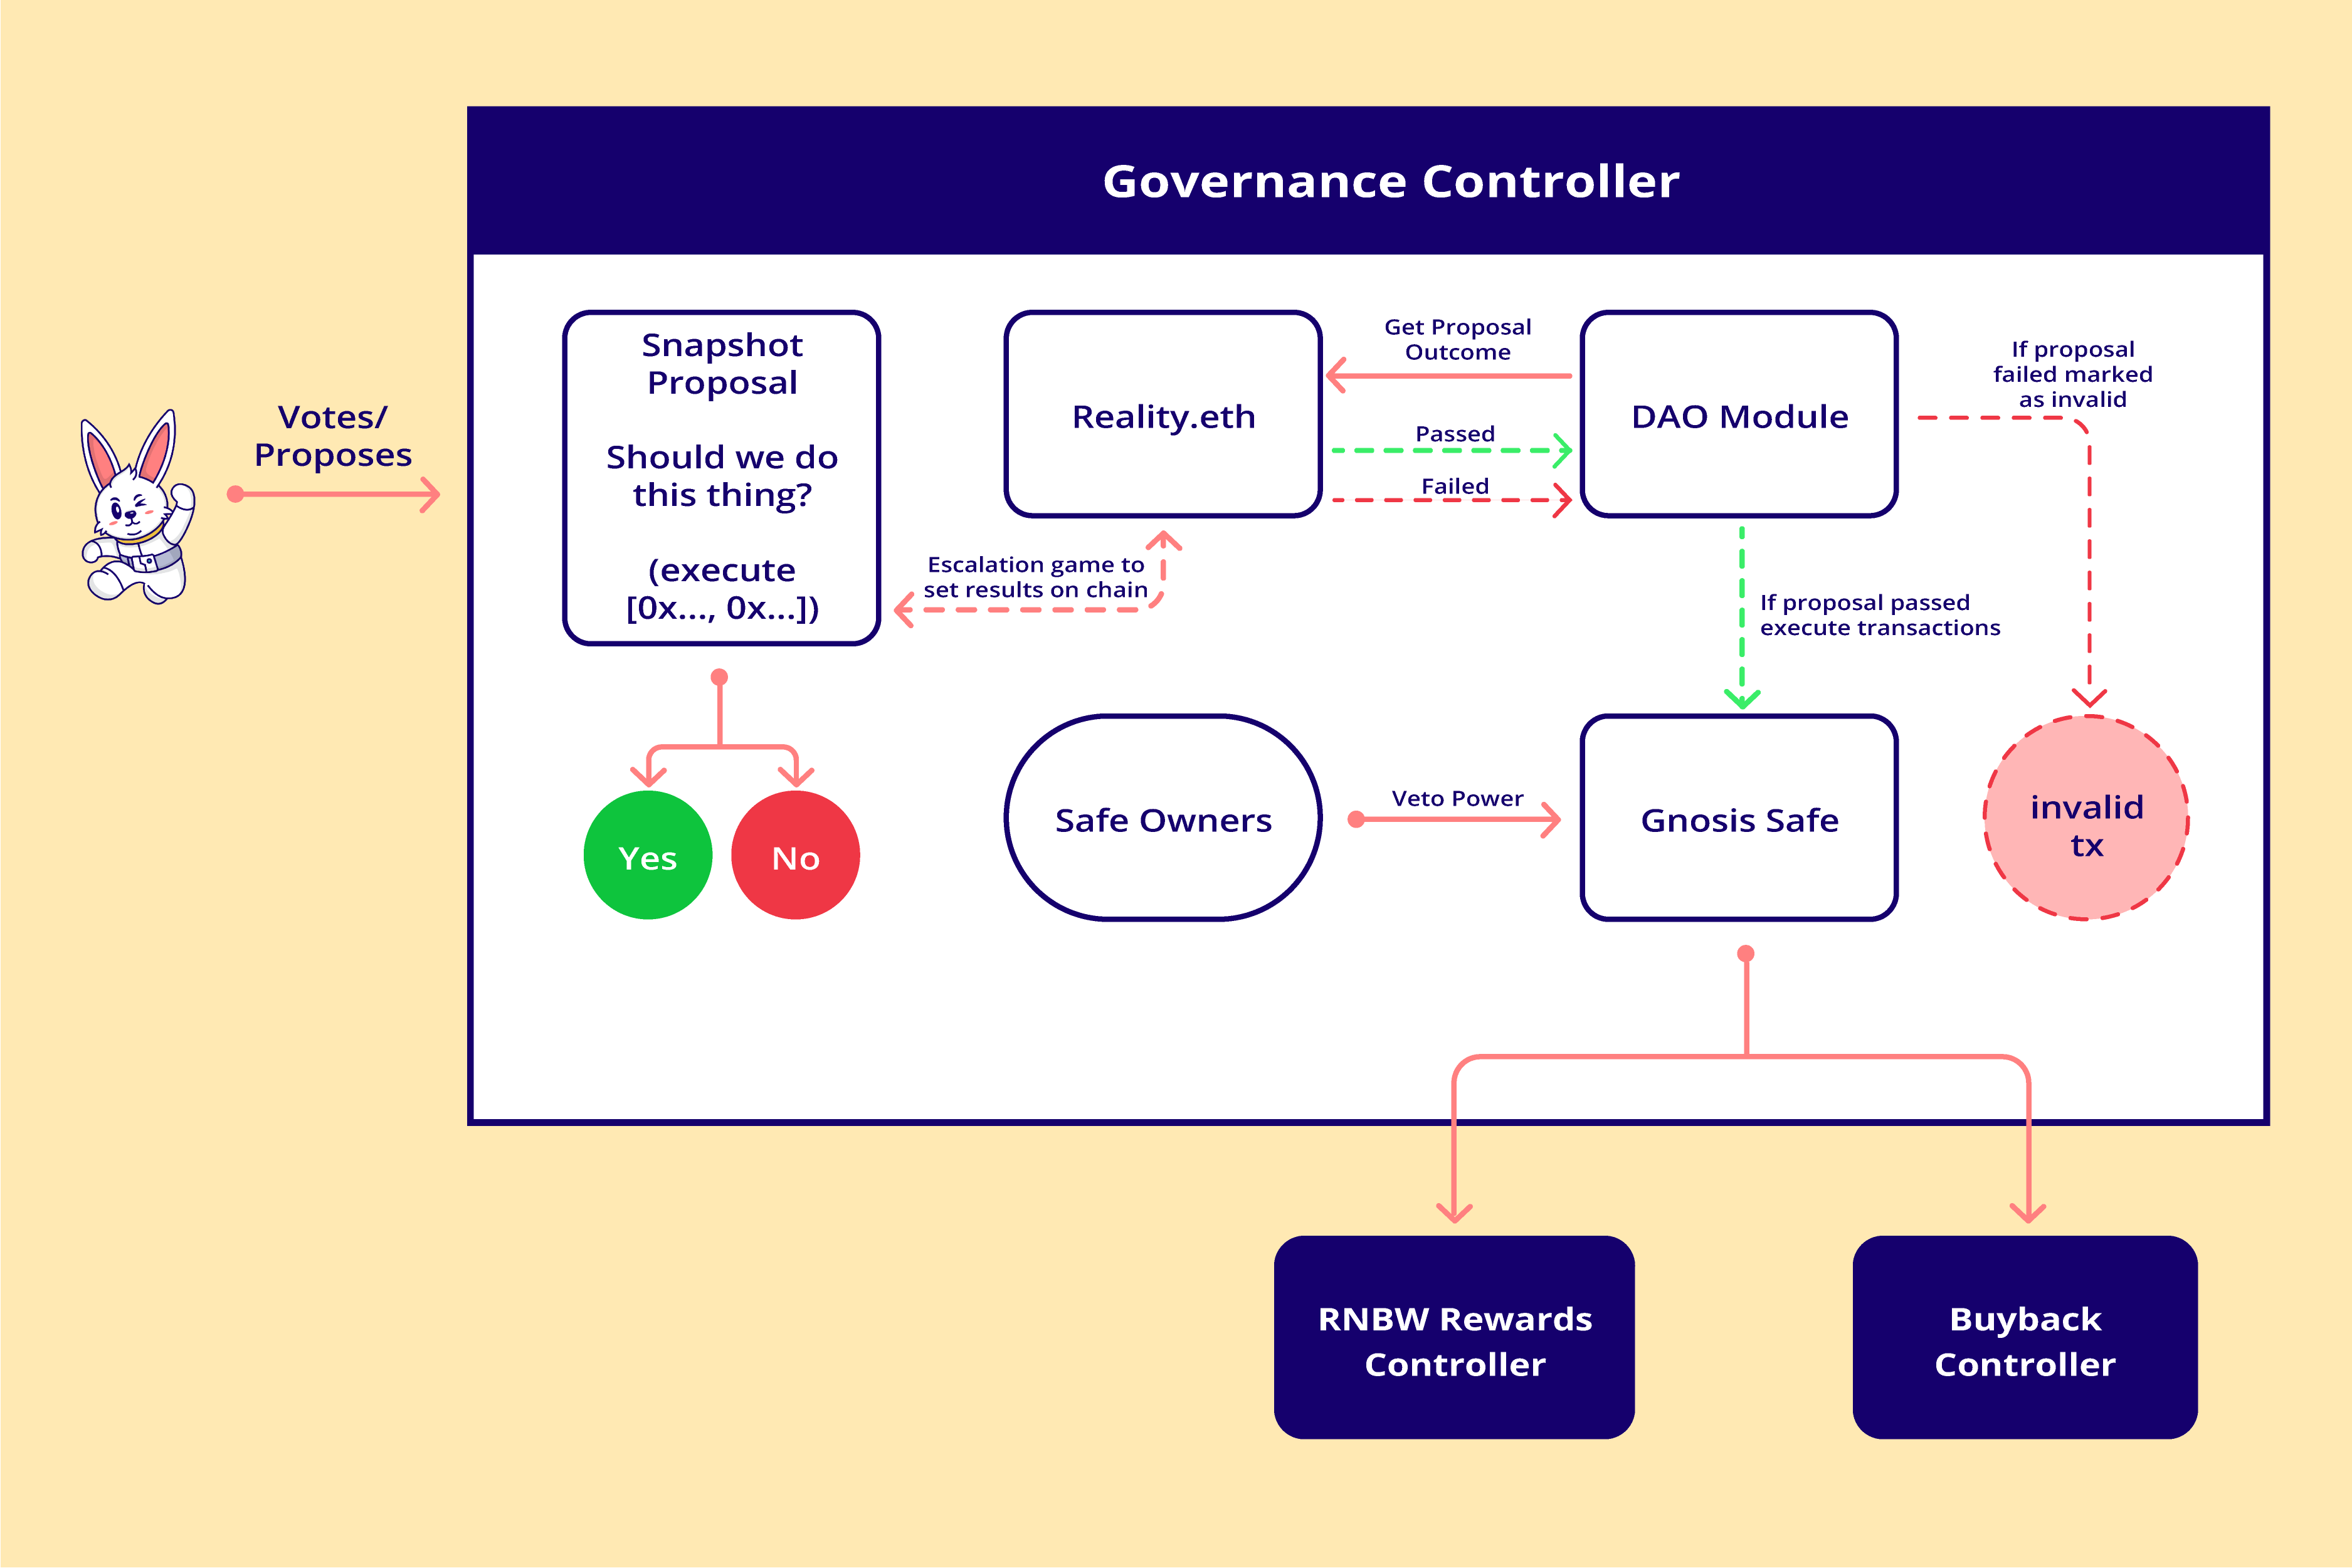 Governance Controller
Votes/
Proposes
Snapshot
Proposal
Should we do
this thing?
(execute
[0x..., 0x...])
Yes
No
Escalation game to
set results on chain
Reality.eth
Get Proposal
Outcome
Passed
Failed
DAO Module
If proposal
failed marked
as invalid
If proposal passed
execute transactions
Safe Owners
Veto Power
Gnosis Safe
invalid
tx
RNBW Rewards
Controller
Buyback
Controller